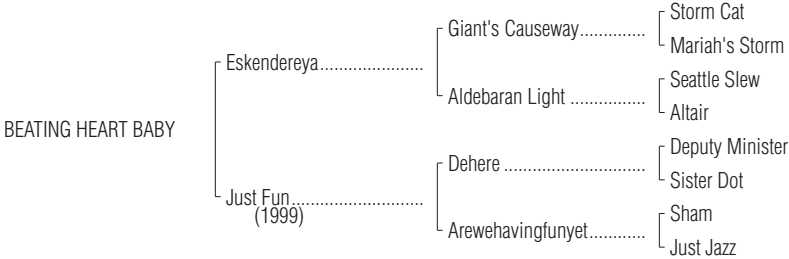 Storm Cat
Giant's Causeway..............
Mariah's Storm
Eskendereya......................
Seattle Slew
Aldebaran Light ................
Altair
BEATING HEART BABY
Deputy Minister
Dehere ..............................
Sister Dot
Just Fun............................
(1999)
Sham
Arewehavingfunyet............
Just Jazz